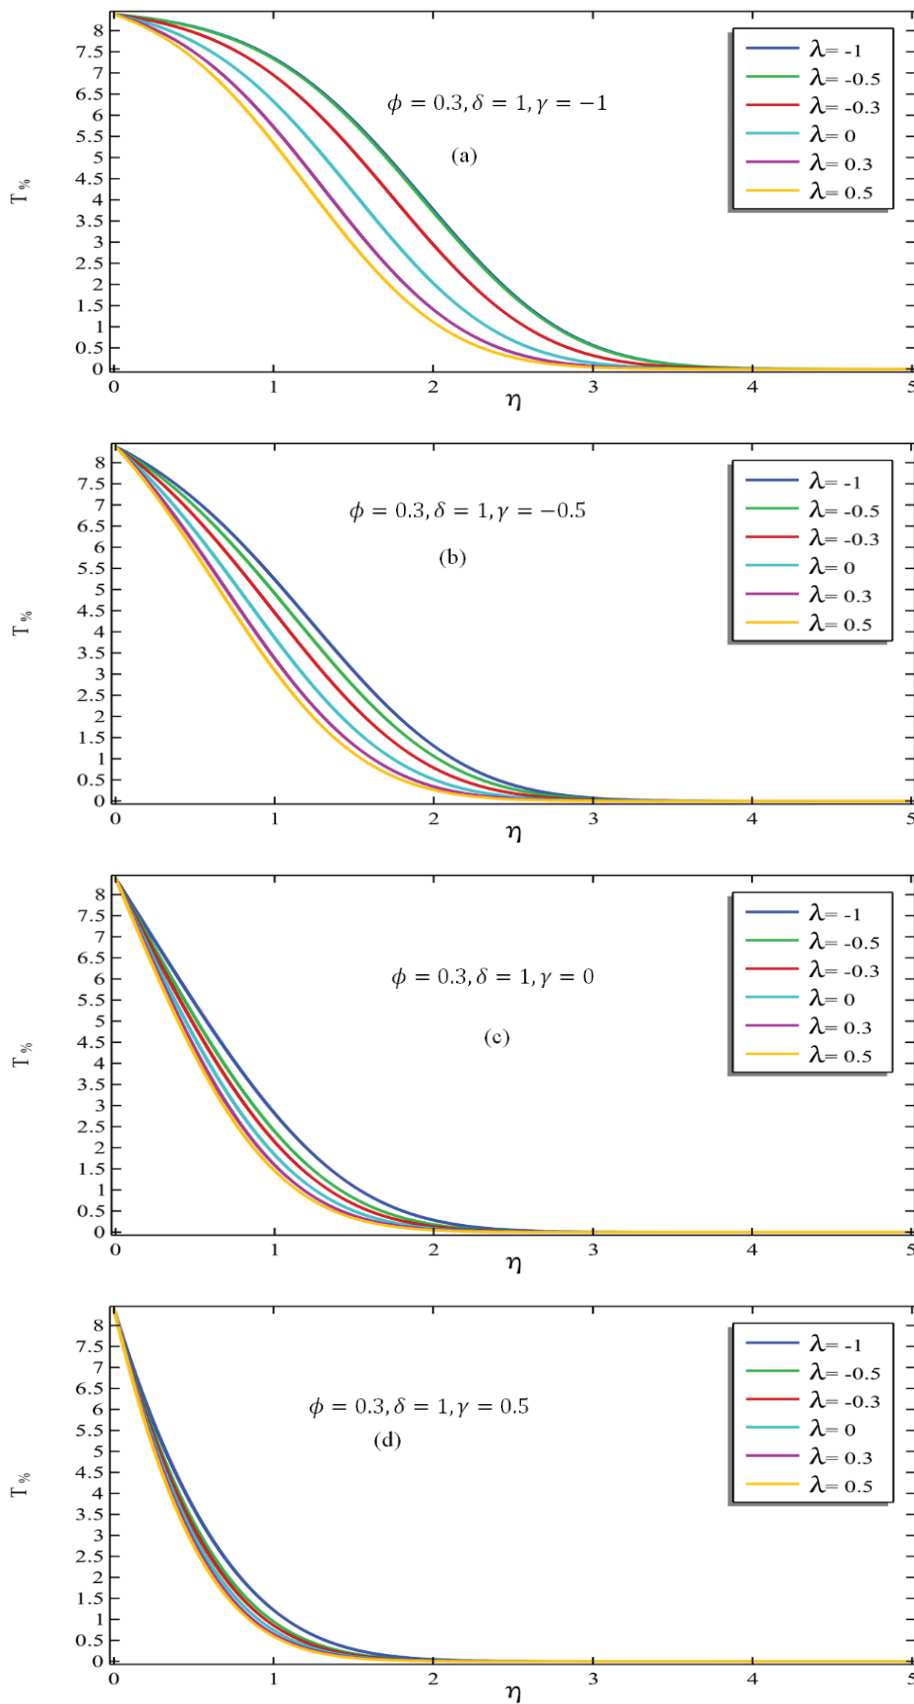 8
7.5
7
6.5
6
5.5
5
4.5
4
3.5
3
2.5
2
1.5
1
0.5
0
T %
ϕ = 0.3, δ = 1, γ = −1
(a)
λ= -1
λ= -0.5
λ= -0.3
λ= 0
λ= 0.3
λ= 0.5
0 1 2 3 4 5
η
8
7.5
7
6.5
6
5.5
5
4.5
4
3.5
3
2.5
2
1.5
1
0.5
0
T %
ϕ = 0.3, δ = 1, γ = −0.5
(b)
λ= -1
λ= -0.5
λ= -0.3
λ= 0
λ= 0.3
λ= 0.5
0 1 2 3 4 5
η
8
7.5
7
6.5
6
5.5
5
4.5
4
3.5
3
2.5
2
1.5
1
0.5
0
T %
ϕ = 0.3, δ = 1, γ = 0
(c)
λ= -1
λ= -0.5
λ= -0.3
λ= 0
λ= 0.3
λ= 0.5
0 1 2 3 4 5
η
8
7.5
7
6.5
6
5.5
5
4.5
4
3.5
3
2.5
2
1.5
1
0.5
0
T %
ϕ = 0.3, δ = 1, γ = 0.5
(d)
λ= -1
λ= -0.5
λ= -0.3
λ= 0
λ= 0.3
λ= 0.5
0 1 2 3 4 5
η